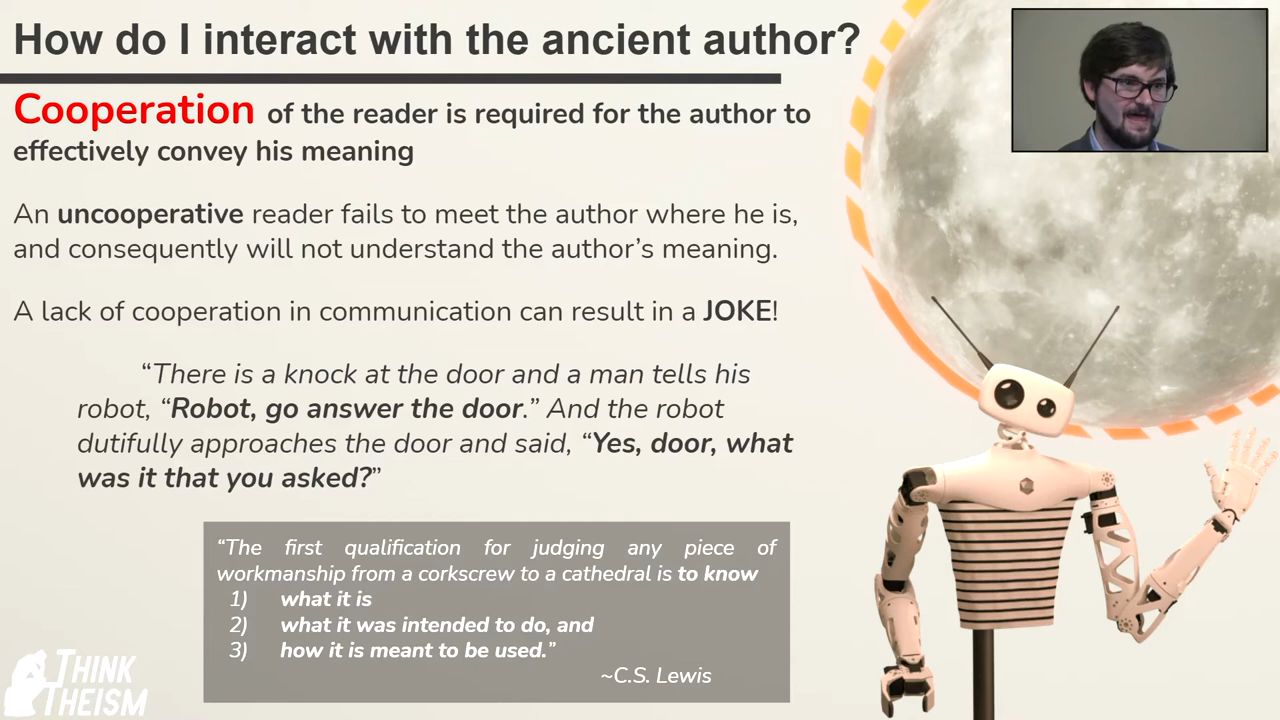 How do I interact with the ancient author?
Cooperation of the reader is required for the author to
effectively convey his meaning
An uncooperative reader fails to meet the author where he is,
and consequently will not understand the author’s meaning.
A lack of cooperation in communication can result in a JOKE!
“There is a knock at the door and a man tells his
robot, “Robot, go answer the door.” And the robot
dutifully approaches the door and said, “Yes, door, what
was it that you asked?”
“The first qualification for judging any piece of
workmanship from a corkscrew to a cathedral is to know
1) what it is
2) what it was intended to do, and
3) how it is meant to be used.”
~C.S. Lewis
THINK
THEISM